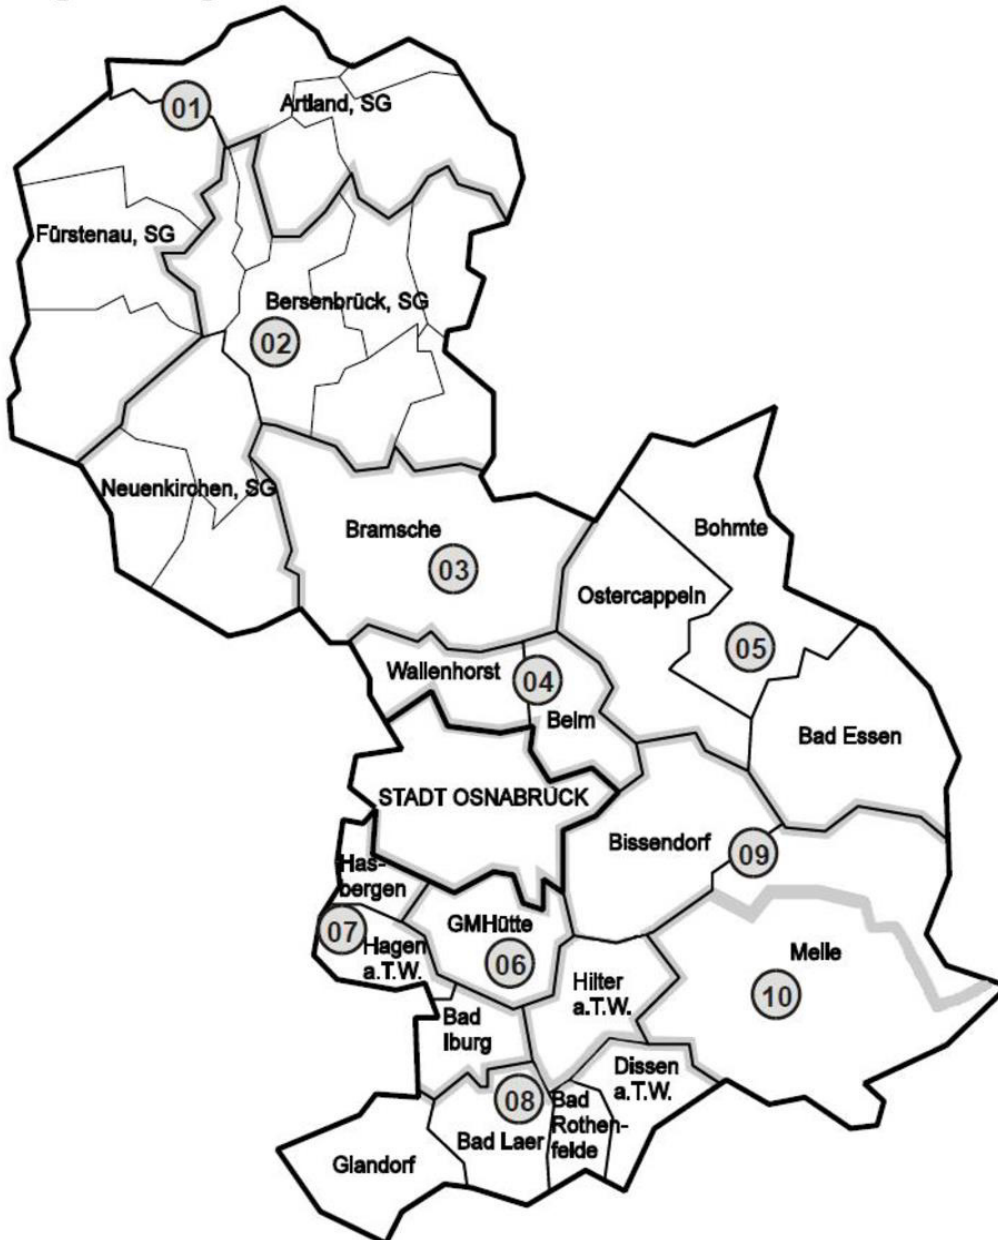 01
Artland, SG
Fürstenau, SG
Bersenbrück, SG
02
Neuenkirchen, SG
Bramsche
03
Bohmte
Ostercappeln
05
Wallenhorst
04
Belm
Bad Essen
STADT OSNABRÜCK
Bissendorf
09
Has-
bergen
07
Hagen
a.T.W.
GMHütte
06
Melle
10
Hilter
a.T.W.
Bad
Iburg
Dissen
a.T.W.
08
Bad Laer
Bad
Rothen-
felde
Glandorf